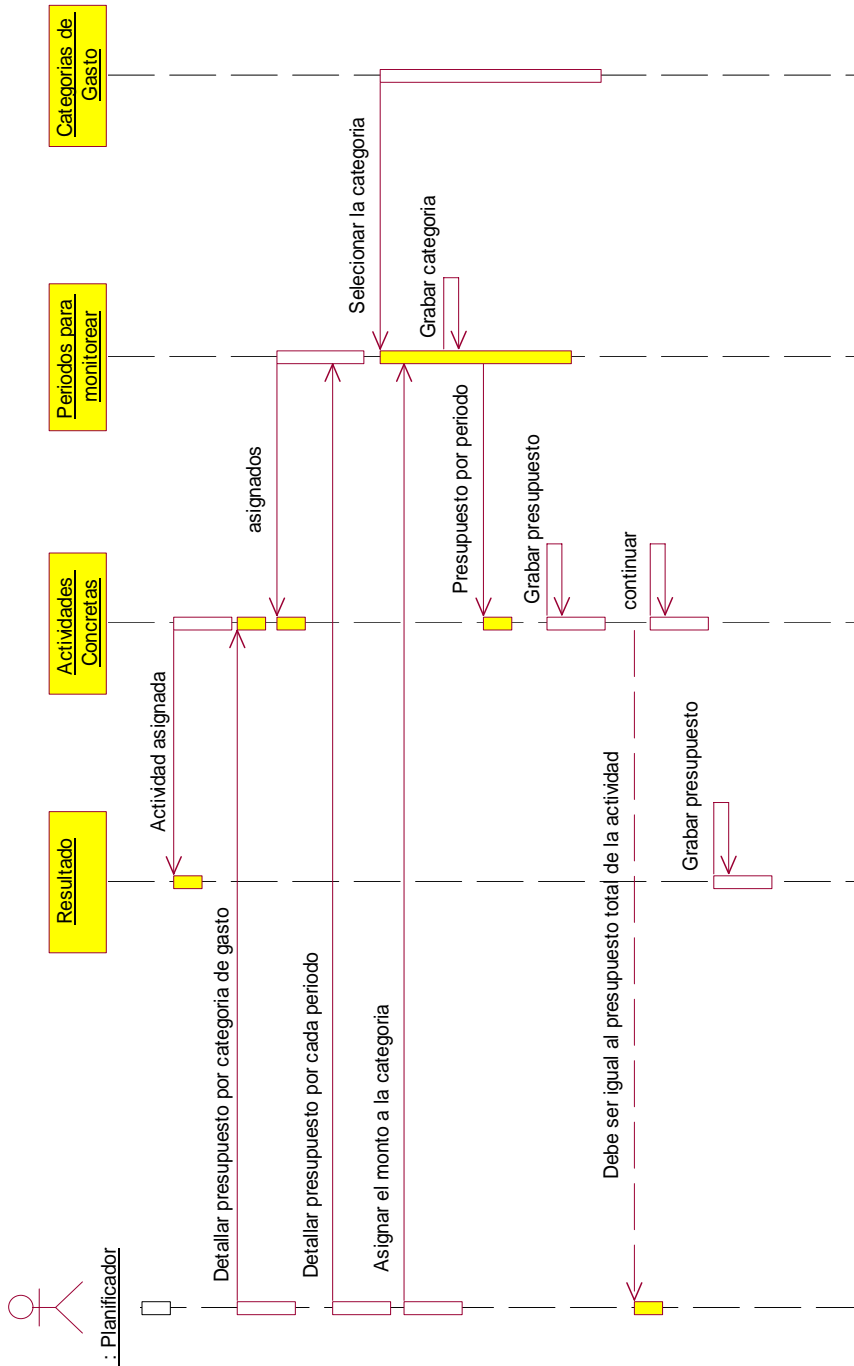 : Planificador
Resultado
Actividades
Concretas
Periodos para
monitorear
Categorias de
Gasto
Actividad asignada
Detallar presupuesto por categoria de gasto
asignados
Detallar presupuesto por cada periodo
Selecionar la categoria
Asignar el monto a la categoria
Grabar categoria
Presupuesto por periodo
Grabar presupuesto
Debe ser igual al presupuesto total de la actividad
continuar
Grabar presupuesto